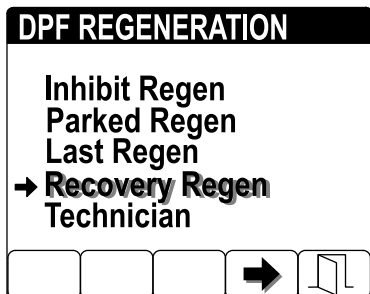 DPF REGENERATION
Inhibit Regen
Parked Regen
Last Regen
Recovery Regen
Technician